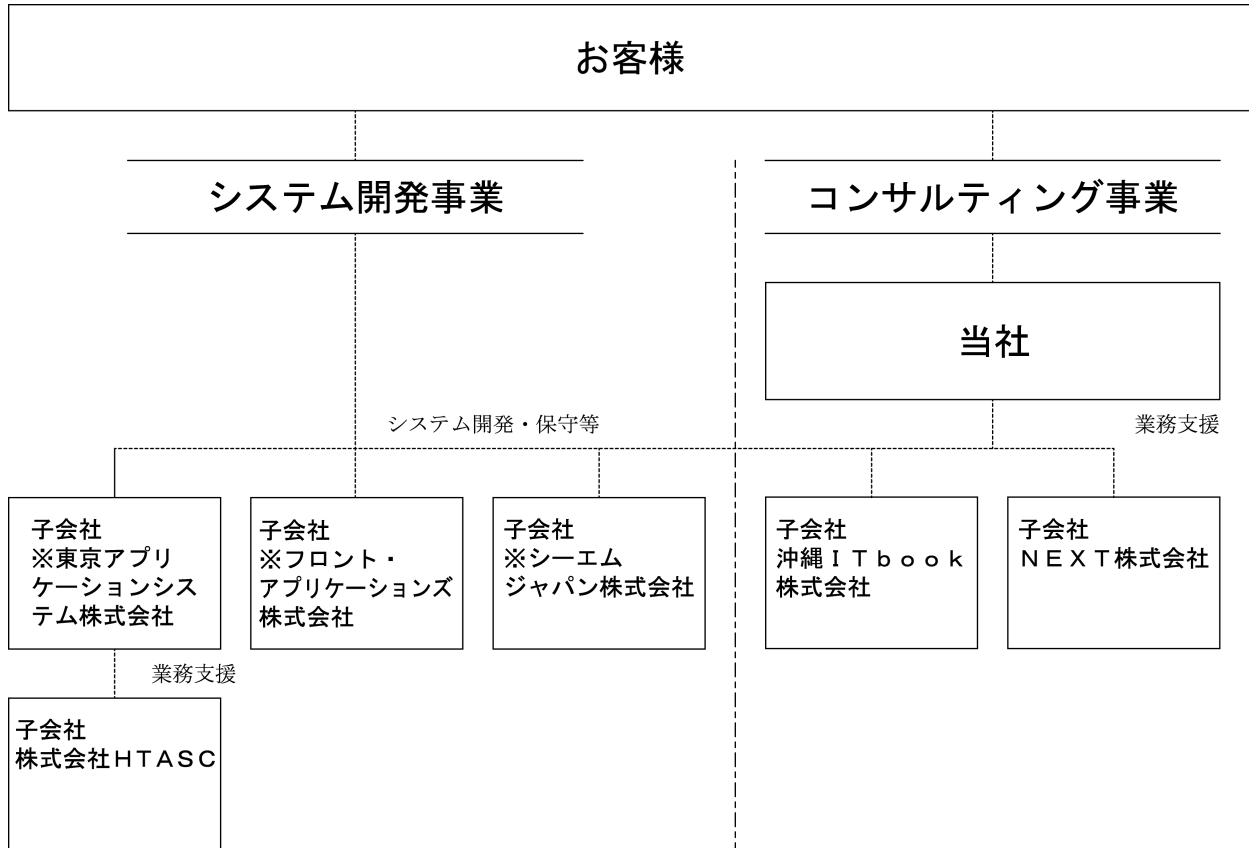 お客様
システム開発事業
コンサルティング事業
当社
システム開発・保守等
業務支援
子会社
※東京アプリ
ケーションシス
テム株式会社
子会社
※フロント・
アプリケーションズ
株式会社
子会社
※シーエム
ジャパン株式会社
子会社
沖縄ＩＴｂｏｏｋ
株式会社
子会社
ＮＥＸＴ株式会社
業務支援
子会社
株式会社ＨＴＡＳＣ